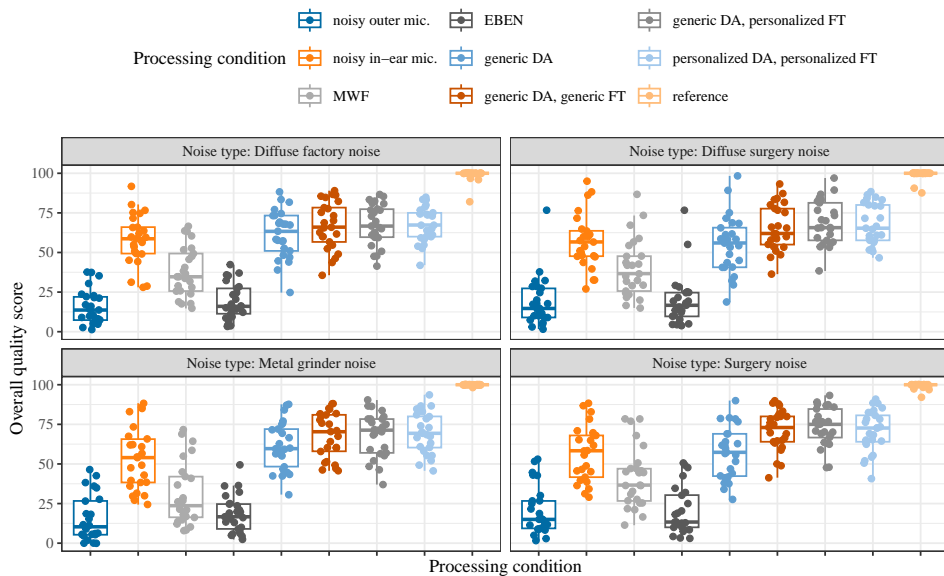 noisy outer mic.
EBEN
generic DA, personalized FT
Processing condition
noisy in−ear mic.
generic DA
personalized DA, personalized FT
MWF
generic DA, generic FT
reference
Noise type: Diffuse factory noise
Noise type: Diffuse surgery noise
100
75
50
25
0
Noise type: Metal grinder noise
Noise type: Surgery noise
100
75
50
25
0
Overall quality score
Processing condition